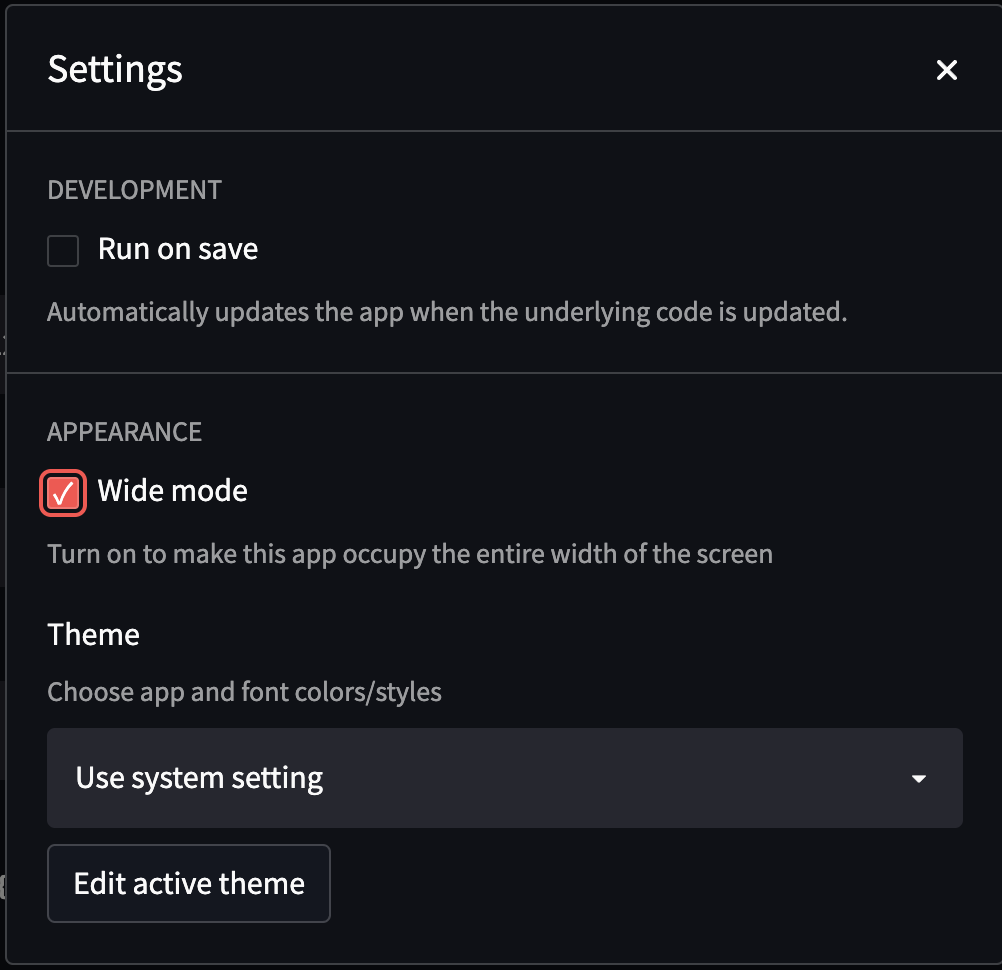 Settings
DEVELOPMENT
Run on save
Automatically updates the app when the underlying code is updated.
APPEARANCE
Wide mode
Turn on to make this app occupy the entire width of the screen
Theme
Choose app and font colors/styles
Use system setting
Edit active theme